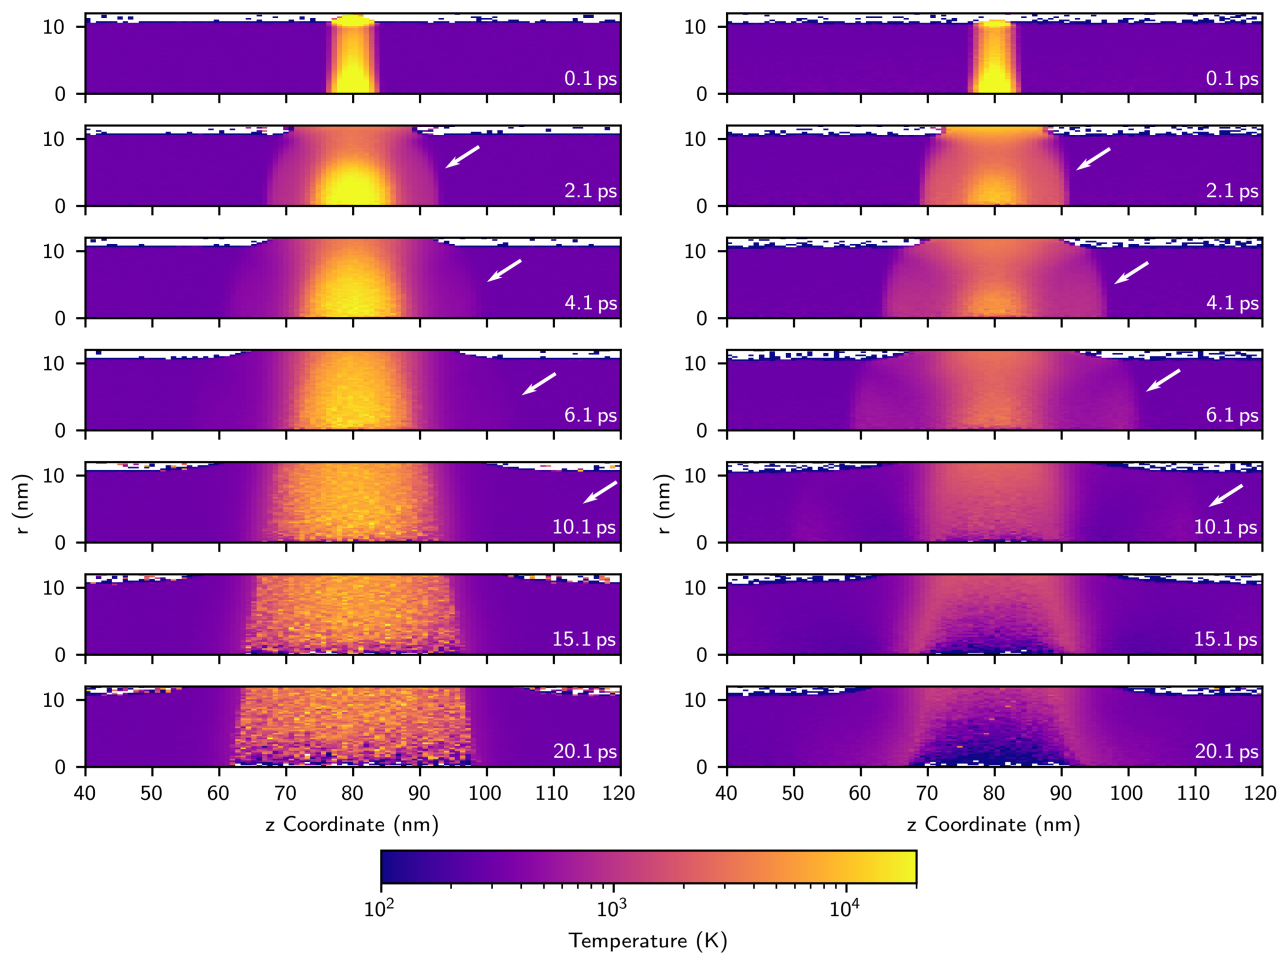 10
0
0.1 ps
10
0
0.1 ps
10
0
2.1 ps
10
0
2.1 ps
10
0
4.1 ps
10
0
4.1 ps
10
0
6.1 ps
10
0
6.1 ps
r (nm)
10
0
10.1 ps
r (nm)
10
0
10.1 ps
10
0
15.1 ps
10
0
15.1 ps
10
0
20.1 ps
10
0
20.1 ps
40 50 60 70 80 90 100 110 120
40 50 60 70 80 90 100 110 120
z Coordinate (nm)
z Coordinate (nm)
10² 10³ 10⁴
Temperature (K)